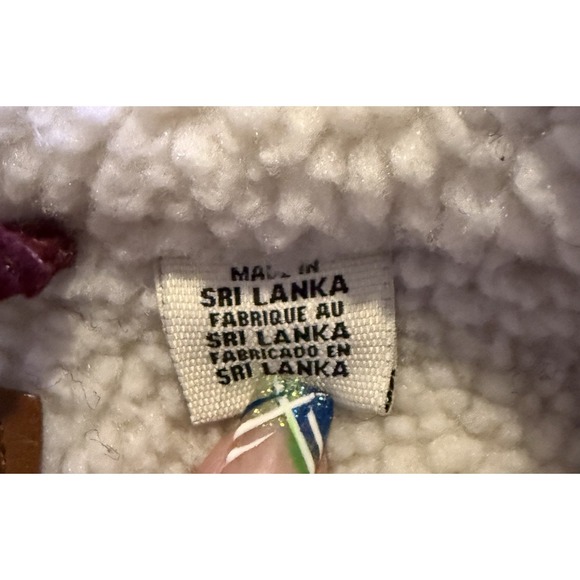 MADE IN
SRI LANKA
FABRIQUE AU
SRI LANKA
FABRICADO EN
SRI LANKA